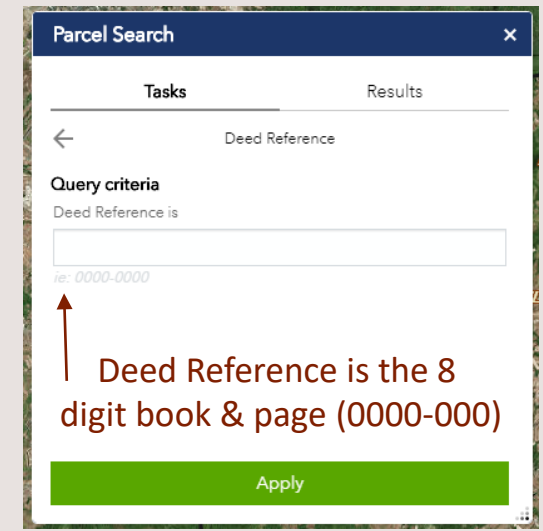 Parcel Search ×
Tasks Results
Deed Reference
Query criteria
Deed Reference is
ie: 0000-0000
Deed Reference is the 8
digit book & page (0000-000)
Apply